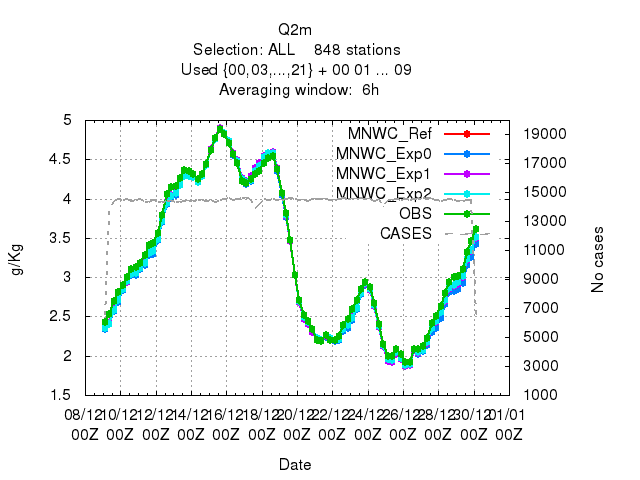 Q2m
Selection: ALL    848 stations
Used {00,03,...,21} + 00 01 ... 09
Averaging window:  6h
5
4.5
4
3.5
3
2.5
2
1.5
g/Kg
MNWC_Ref
MNWC_Exp0
MNWC_Exp1
MNWC_Exp2
OBS
CASES
19000
17000
15000
13000
11000
9000
7000
5000
3000
1000
No cases
08/12 10/12 12/12 14/12 16/12 18/12 20/12 22/12 24/12 26/12 28/12 30/12 01/01
00Z 00Z 00Z 00Z 00Z 00Z 00Z 00Z 00Z 00Z 00Z 00Z 00Z
Date